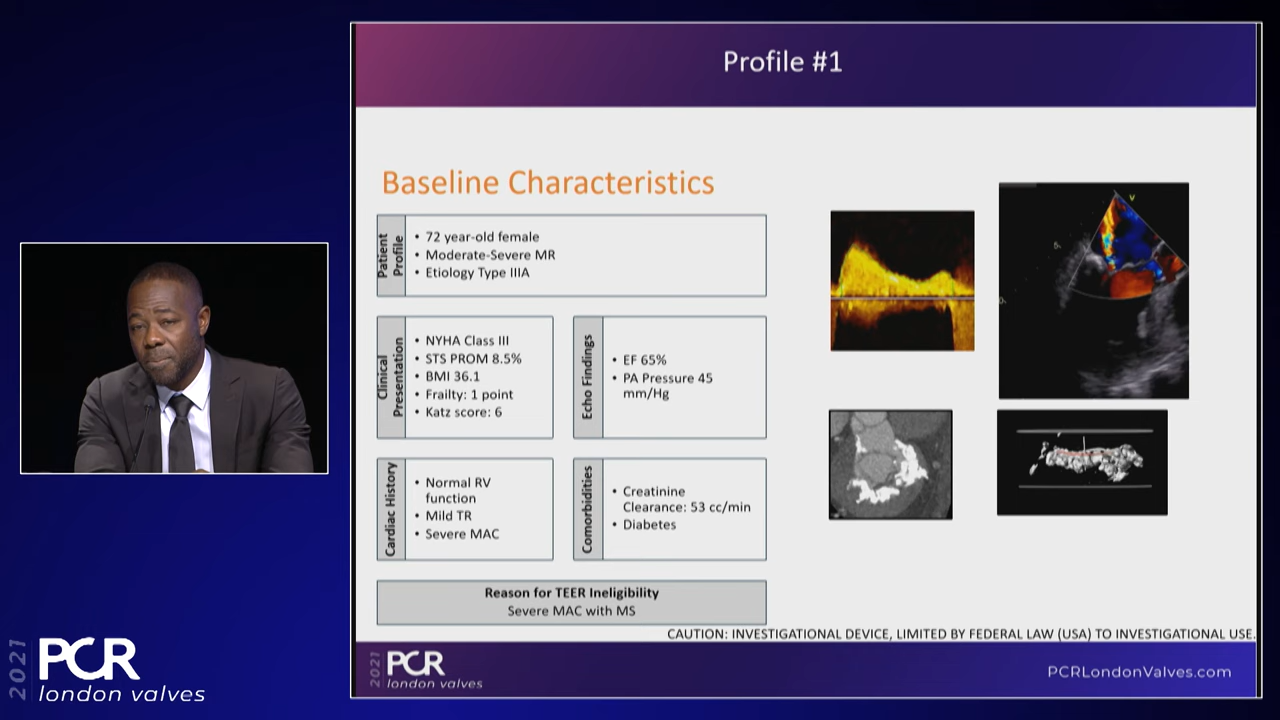 Profile #1
Baseline Characteristics
Patient
Profile
• 72 year-old female
• Moderate-Severe MR
• Etiology Type IIIA
Clinical
Presentation
• NYHA Class III
• STS PROM 8.5%
• BMI 36.1
• Frailty: 1 point
• Katz score: 6
Echo Findings
• EF 65%
• PA Pressure 45
mm/Hg
Cardiac History
• Normal RV
function
• Mild TR
• Severe MAC
Comorbidities
• Creatinine
Clearance: 53 cc/min
• Diabetes
Reason for TEER Ineligibility
Severe MAC with MS
V
5
0
CAUTION: INVESTIGATIONAL DEVICE, LIMITED BY FEDERAL LAW (USA) TO INVESTIGATIONAL USE.
2021
PCR
london valves
PCRLondonValves.com
2021
PCR
london valves